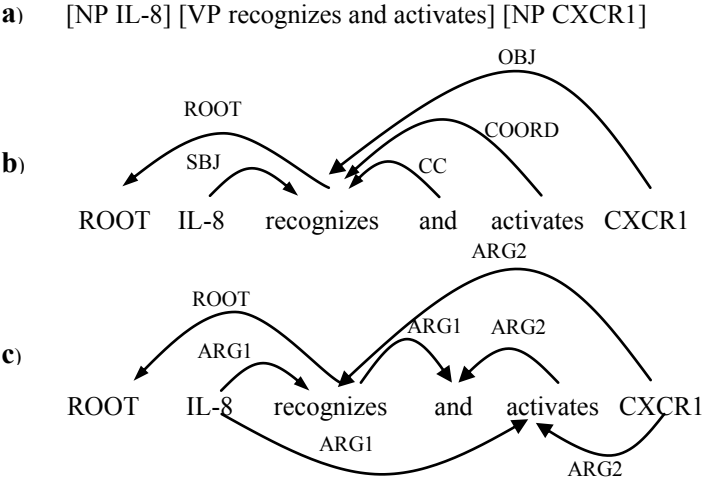 a) [NP IL-8] [VP recognizes and activates] [NP CXCR1]
OBJ
ROOT
COORD
b) SBJ CC
ROOT IL-8 recognizes and activates CXCR1
ARG2
ROOT
ARG1 ARG2
c) ARG1
ROOT IL-8 recognizes and activates CXCR1
ARG1
ARG2